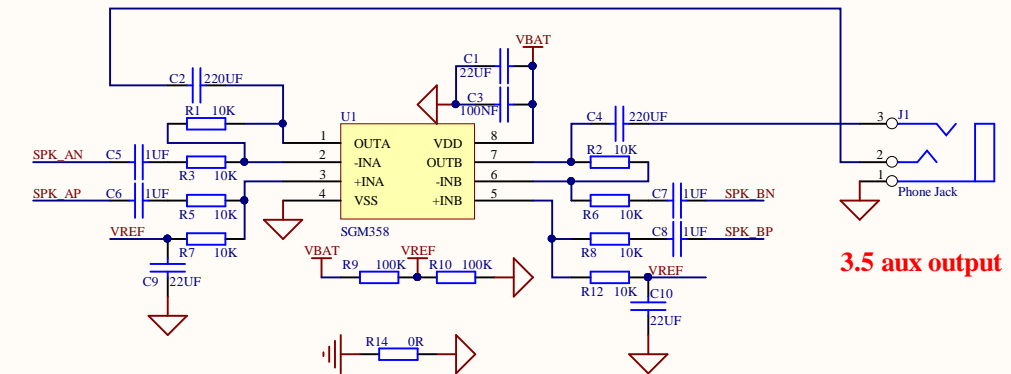 VBAT
C1
22UF
C2 220UF
C3
100NF
R1 10K
U1
C4 220UF
3 J1
1 OUTA VDD 8
R2 10K
SPK_AN C5 1UF 2 -INA OUTB 7 2
R3 10K
3 +INA -INB 6 1
SPK_AP C6 1UF C7 1UF SPK_BN Phone Jack
R5 10K 4 VSS +INB 5 R6 10K
VREF SGM358 C8 1UF SPK_BP
R7 10K VBAT VREF R8 10K
R9 100K R10 100K VREF 3.5 aux output
C9 22UF R12 10K C10
22UF
R14 0R